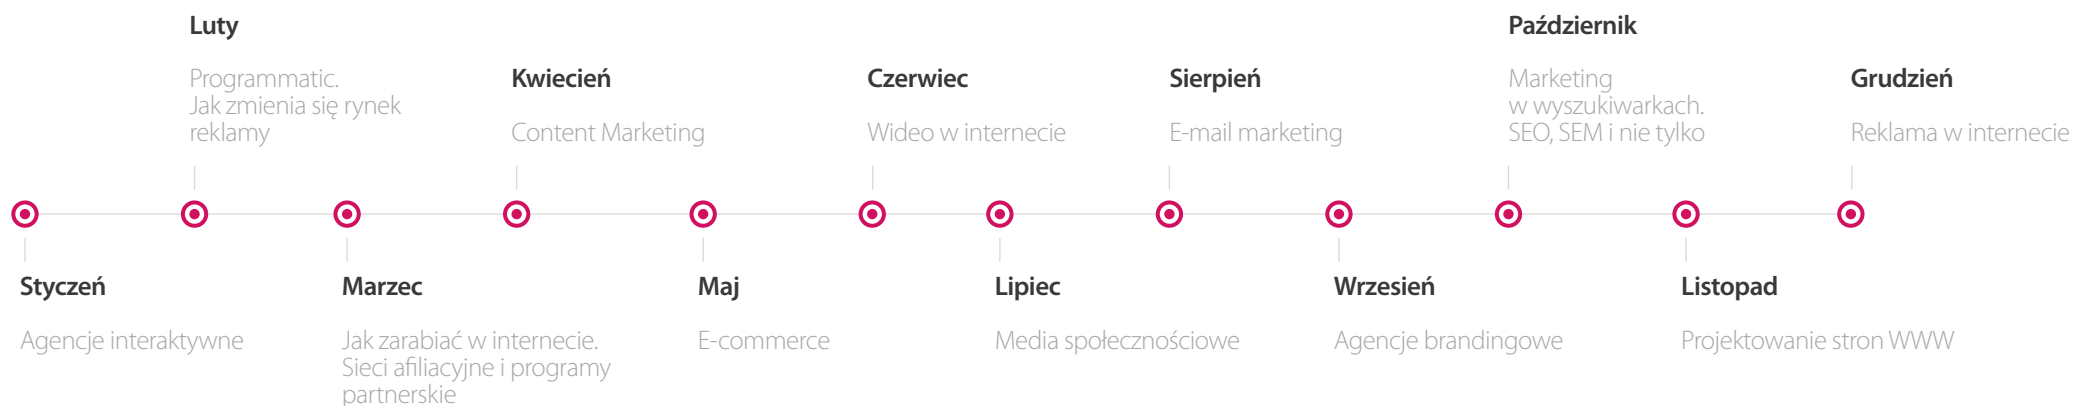 Luty
Programmatic.
Jak zmienia się rynek
reklamy
Kwiecień
Content Marketing
Czerwiec
Wideo w internecie
Sierpień
E-mail marketing
Październik
Marketing
w wyszukiwarkach.
SEO, SEM i nie tylko
Grudzień
Reklama w internecie
Styczeń
Agencje interaktywne
Marzec
Jak zarabiać w internecie.
Sieci afiliacyjne i programy
partnerskie
Maj
E-commerce
Lipiec
Media społecznościowe
Wrzesień
Agencje brandingowe
Listopad
Projektowanie stron WWW